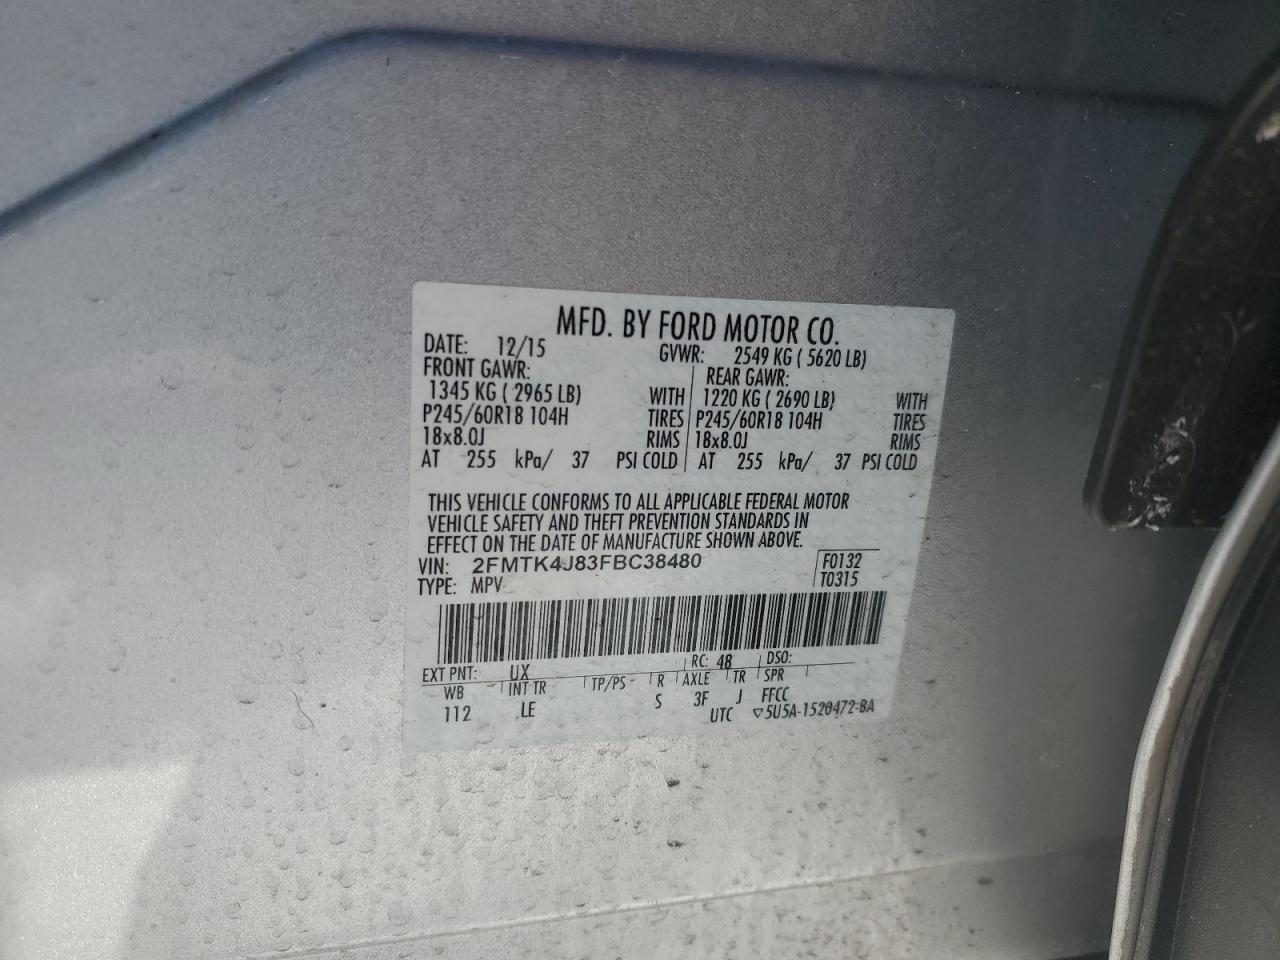 MFD. BY FORD MOTOR CO.
DATE: 12/15 GVWR: 2549 KG ( 5620 LB)
FRONT GAWR: REAR GAWR:
1345 KG ( 2965 LB) WITH 1220 KG ( 2690 LB) WITH
P245/60R18 104H TIRES P245/60R18 104H TIRES
18x8.0J RIMS 18x8.0J RIMS
AT 255 kPa/ 37 PSI COLD AT 255 kPa/ 37 PSI COLD
THIS VEHICLE CONFORMS TO ALL APPLICABLE FEDERAL MOTOR
VEHICLE SAFETY AND THEFT PREVENTION STANDARDS IN
EFFECT ON THE DATE OF MANUFACTURE SHOWN ABOVE.
VIN: 2FMTK4J83FBC38480 F0132
TYPE: MPV T0315
EXT PNT: UX RC: 48 DSO:
WB INT TR TP/PS R AXLE TR SPR
112 LE S 3F J FFCC
UTC ▽5U5A-1520472-BA